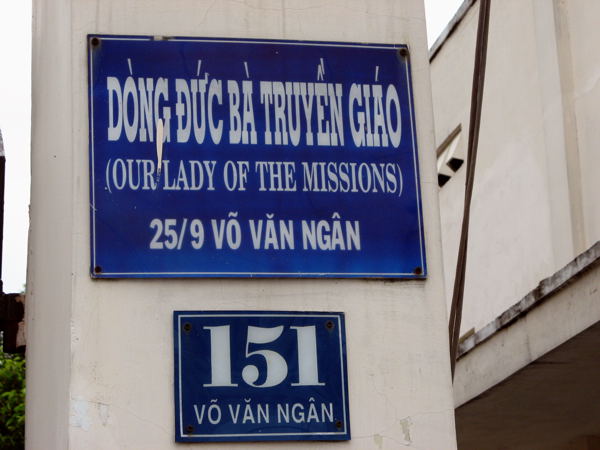 DÒNG ĐỨC BÀ TRUYỀN GIÁO
(OUR LADY OF THE MISSIONS)
25/9 VÕ VĂN NGÂN
151
VÕ VĂN NGÂN